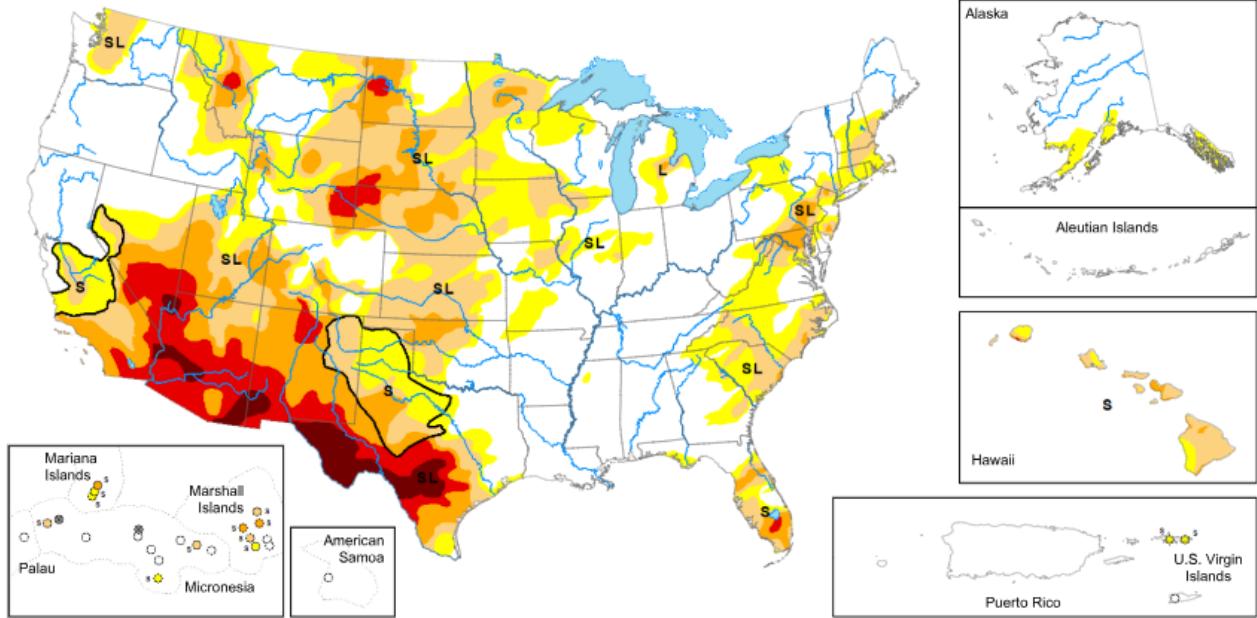 SL
SL
L
SL
SL
SL
SL
S
SL
S
SL
SL
S
Alaska
Aleutian Islands
S
Hawaii
Mariana
Islands
S
S
Marshall
Islands
S
S
S
S
S
S
S
S
Palau
Micronesia
American
Samoa
S
S
U.S. Virgin
Islands
Puerto Rico